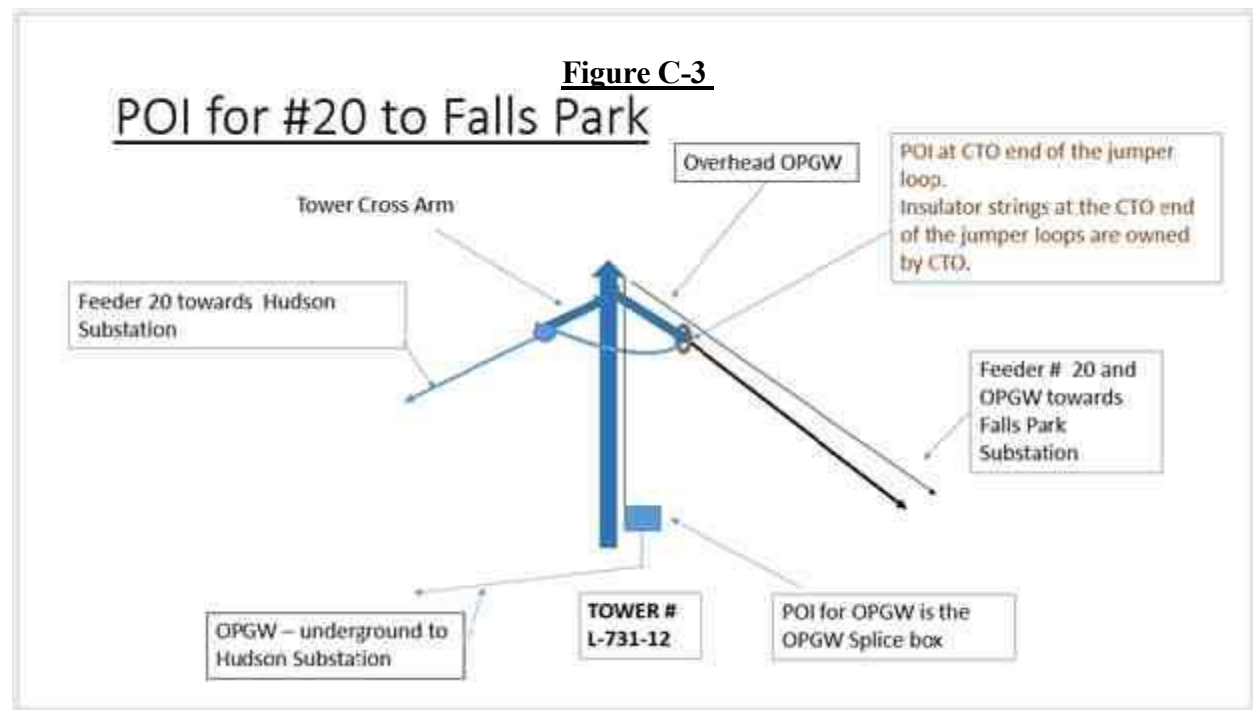 Figure C-3
POI for #20 to Falls Park
Overhead OPGW
POI at CTO end of the jumper
loop.
Insulator strings at the CTO end
of the jumper loops are owned
by CTO.
Tower Cross Arm
Feeder 20 towards Hudson
Substation
Feeder # 20 and
OPGW towards
Falls Park
Substation
OPGW – underground to
Hudson Substation
TOWER #
L-731-12
POI for OPGW is the
OPGW Splice box